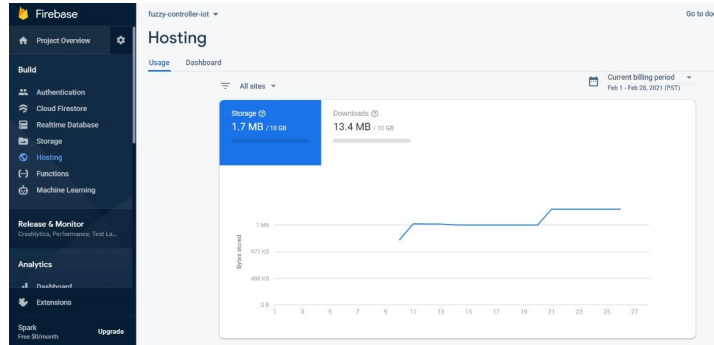 Firebase
Project Overview
Build
Authentication
Cloud Firestore
Realtime Database
Storage
Hosting
Functions
Machine Learning
Release & Monitor
Crashlytics, Performance, Test La...
Analytics
Dashboard
Extensions
Spark
Free $0/month
Upgrade
fuzzy-controller-iot
Go to do
Hosting
Usage Dashboard
All sites
Current billing period
Feb 1 - Feb 28, 2021 (PST)
Storage
1.7 MB / 10 GB
Downloads
13.4 MB / 10 GB
Bytes stored
1 MB
977 KB
488 KB
0 B
1 3 5 7 9 11 13 15 17 19 21 23 25 27